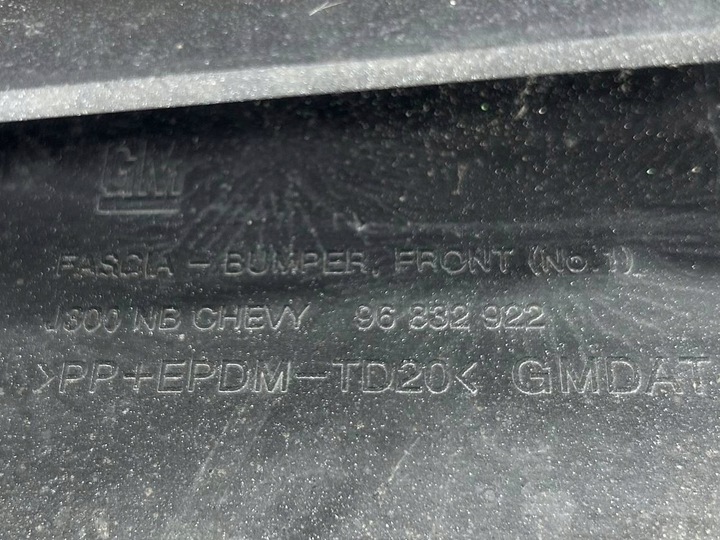 GM
FASCIA - BUMPER, FRONT (No.1)
J300 NB CHEVY 96 832 922
>PP+EPDM-TD20< GMDAT